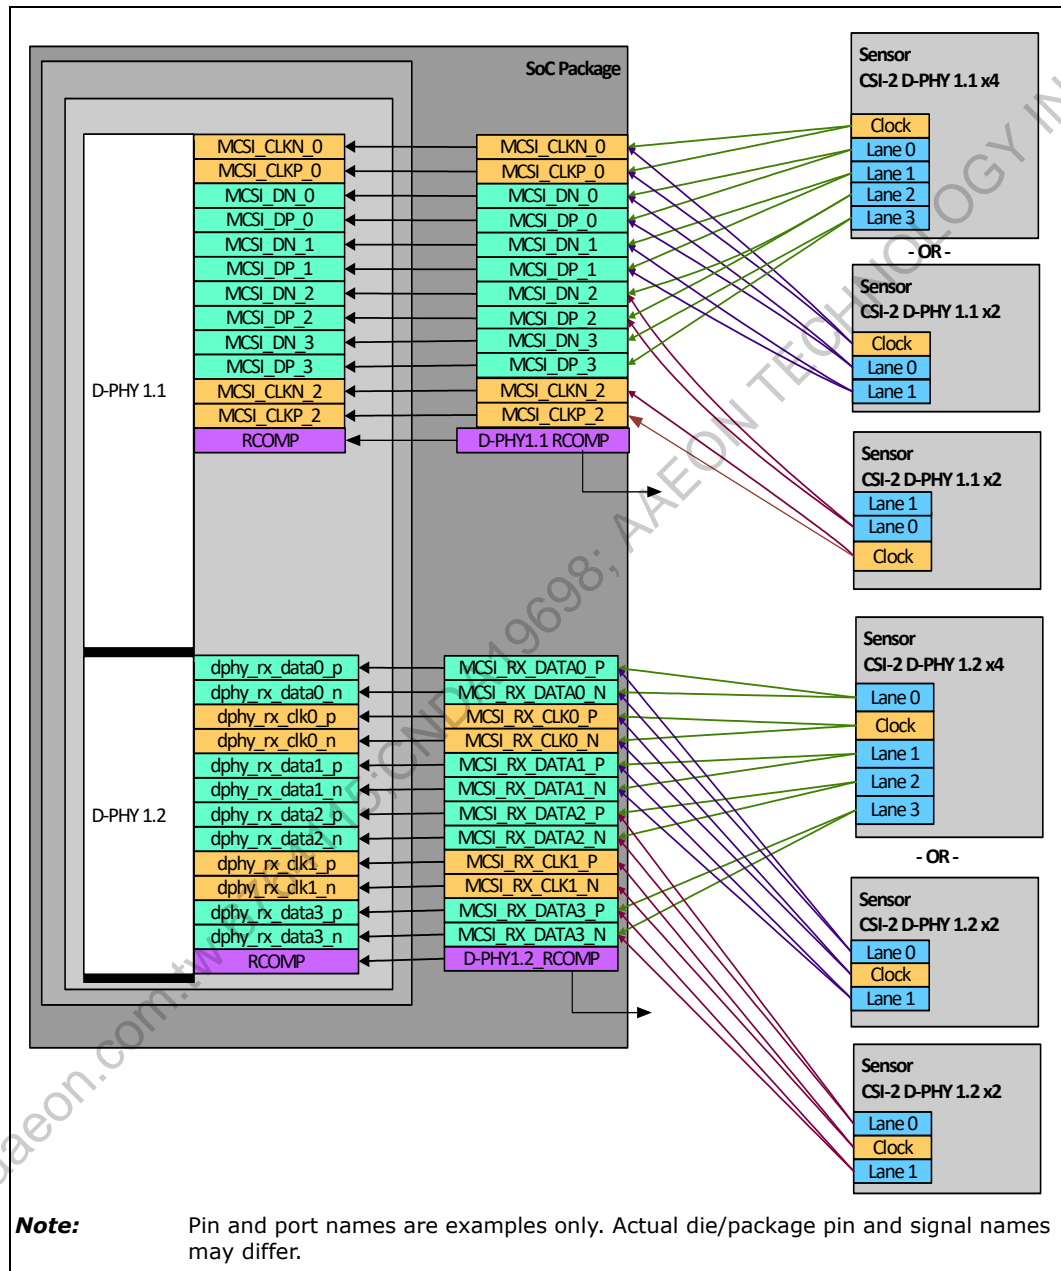 SoC Package
D-PHY 1.1
MCSI_CLKN_0
MCSI_CLKP_0
MCSI_DN_0
MCSI_DP_0
MCSI_DN_1
MCSI_DP_1
MCSI_DN_2
MCSI_DP_2
MCSI_DN_3
MCSI_DP_3
MCSI_CLKN_2
MCSI_CLKP_2
RCOMP
MCSI_CLKN_0
MCSI_CLKP_0
MCSI_DN_0
MCSI_DP_0
MCSI_DN_1
MCSI_DP_1
MCSI_DN_2
MCSI_DP_2
MCSI_DN_3
MCSI_DP_3
MCSI_CLKN_2
MCSI_CLKP_2
D-PHY1.1 RCOMP
Sensor
CSI-2 D-PHY 1.1 x4
Clock
Lane 0
Lane 1
Lane 2
Lane 3
- OR -
Sensor
CSI-2 D-PHY 1.1 x2
Clock
Lane 0
Lane 1
Sensor
CSI-2 D-PHY 1.1 x2
Lane 1
Lane 0
Clock
D-PHY 1.2
dphy_rx_data0_p
dphy_rx_data0_n
dphy_rx_clk0_p
dphy_rx_clk0_n
dphy_rx_data1_p
dphy_rx_data1_n
dphy_rx_data2_p
dphy_rx_data2_n
dphy_rx_clk1_p
dphy_rx_clk1_n
dphy_rx_data3_p
dphy_rx_data3_n
RCOMP
MCSI_RX_DATA0_P
MCSI_RX_DATA0_N
MCSI_RX_CLK0_P
MCSI_RX_CLK0_N
MCSI_RX_DATA1_P
MCSI_RX_DATA1_N
MCSI_RX_DATA2_P
MCSI_RX_DATA2_N
MCSI_RX_CLK1_P
MCSI_RX_CLK1_N
MCSI_RX_DATA3_P
MCSI_RX_DATA3_N
D-PHY1.2_RCOMP
Sensor
CSI-2 D-PHY 1.2 x4
Lane 0
Clock
Lane 1
Lane 2
Lane 3
- OR -
Sensor
CSI-2 D-PHY 1.2 x2
Lane 0
Clock
Lane 1
Sensor
CSI-2 D-PHY 1.2 x2
Lane 0
Clock
Lane 1
Note: Pin and port names are examples only. Actual die/package pin and signal names
may differ.
AAEON TECHNOLOGY IN